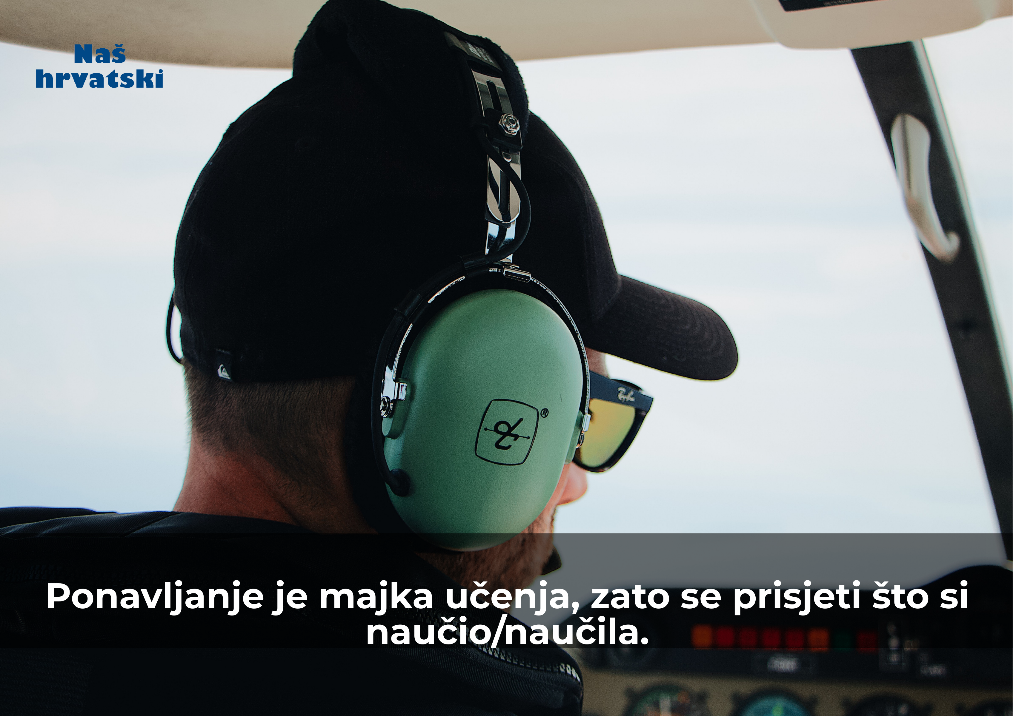 Naš
hrvatski
Ponavljanje je majka učenja, zato se prisjeti što si
naučio/naučila.